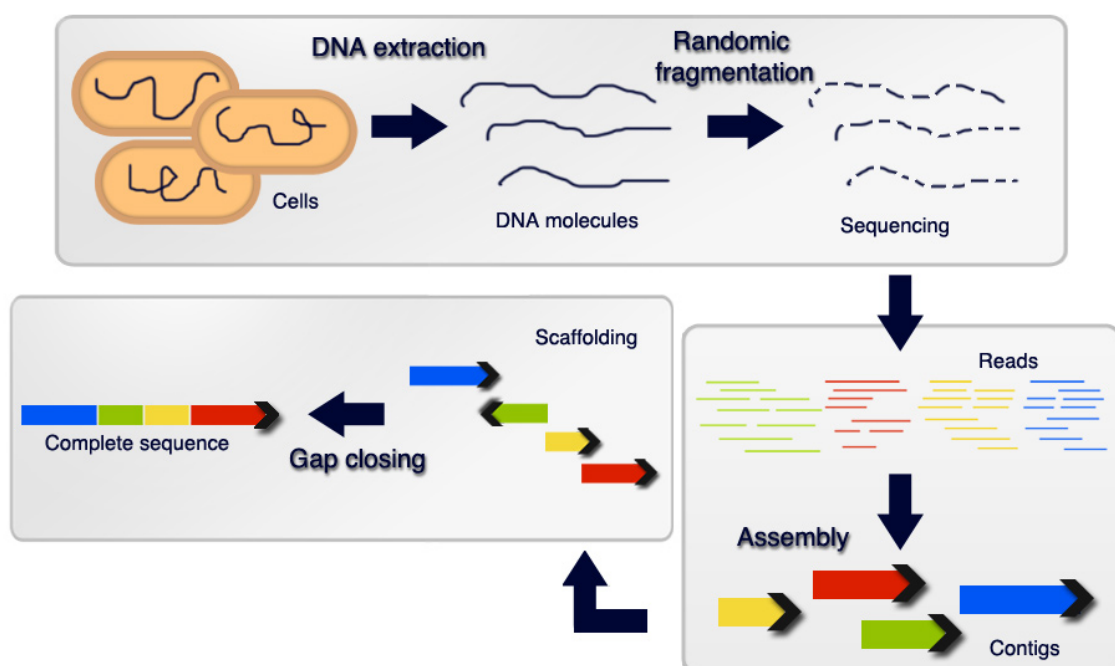 DNA extraction
Randomic
fragmentation
Cells
DNA molecules
Sequencing
Reads
Assembly
Contigs
Scaffolding
Gap closing
Complete sequence